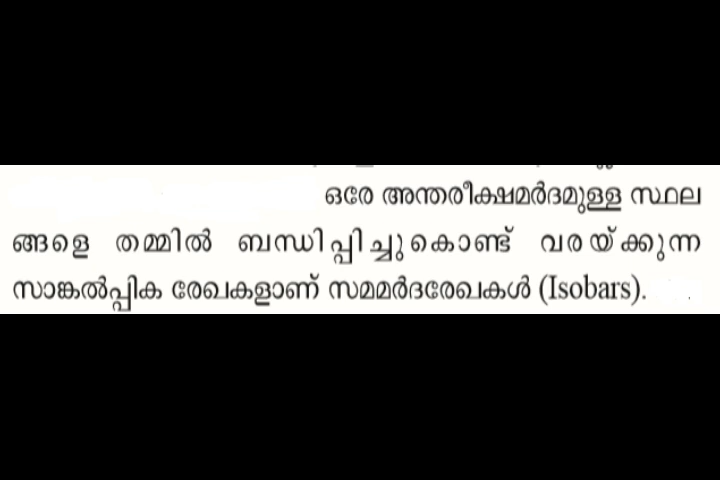 ഒരേ അന്തരീക്ഷമർദമുള്ള സ്ഥല
ങ്ങളെ തമ്മിൽ ബന്ധിപ്പിച്ചുകൊണ്ട് വരയ്ക്കുന്ന
സാങ്കൽപ്പിക രേഖകളാണ് സമമർദരേഖകൾ (Isobars).